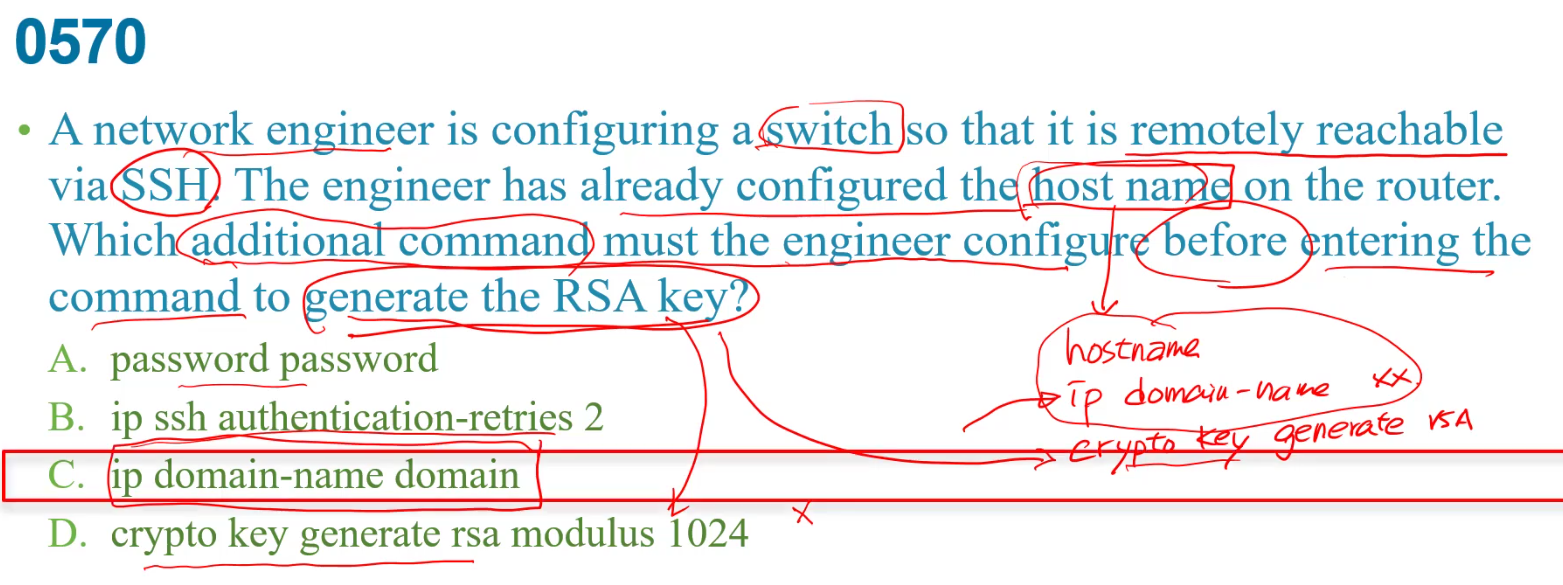 0570
• A network engineer is configuring a switch so that it is remotely reachable
via SSH. The engineer has already configured the host name on the router.
Which additional command must the engineer configure before entering the
command to generate the RSA key?
A. password password
B. ip ssh authentication-retries 2
C. ip domain-name domain
D. crypto key generate rsa modulus 1024
hostname
ip domain-name xx.
crypto key generate rSA
x